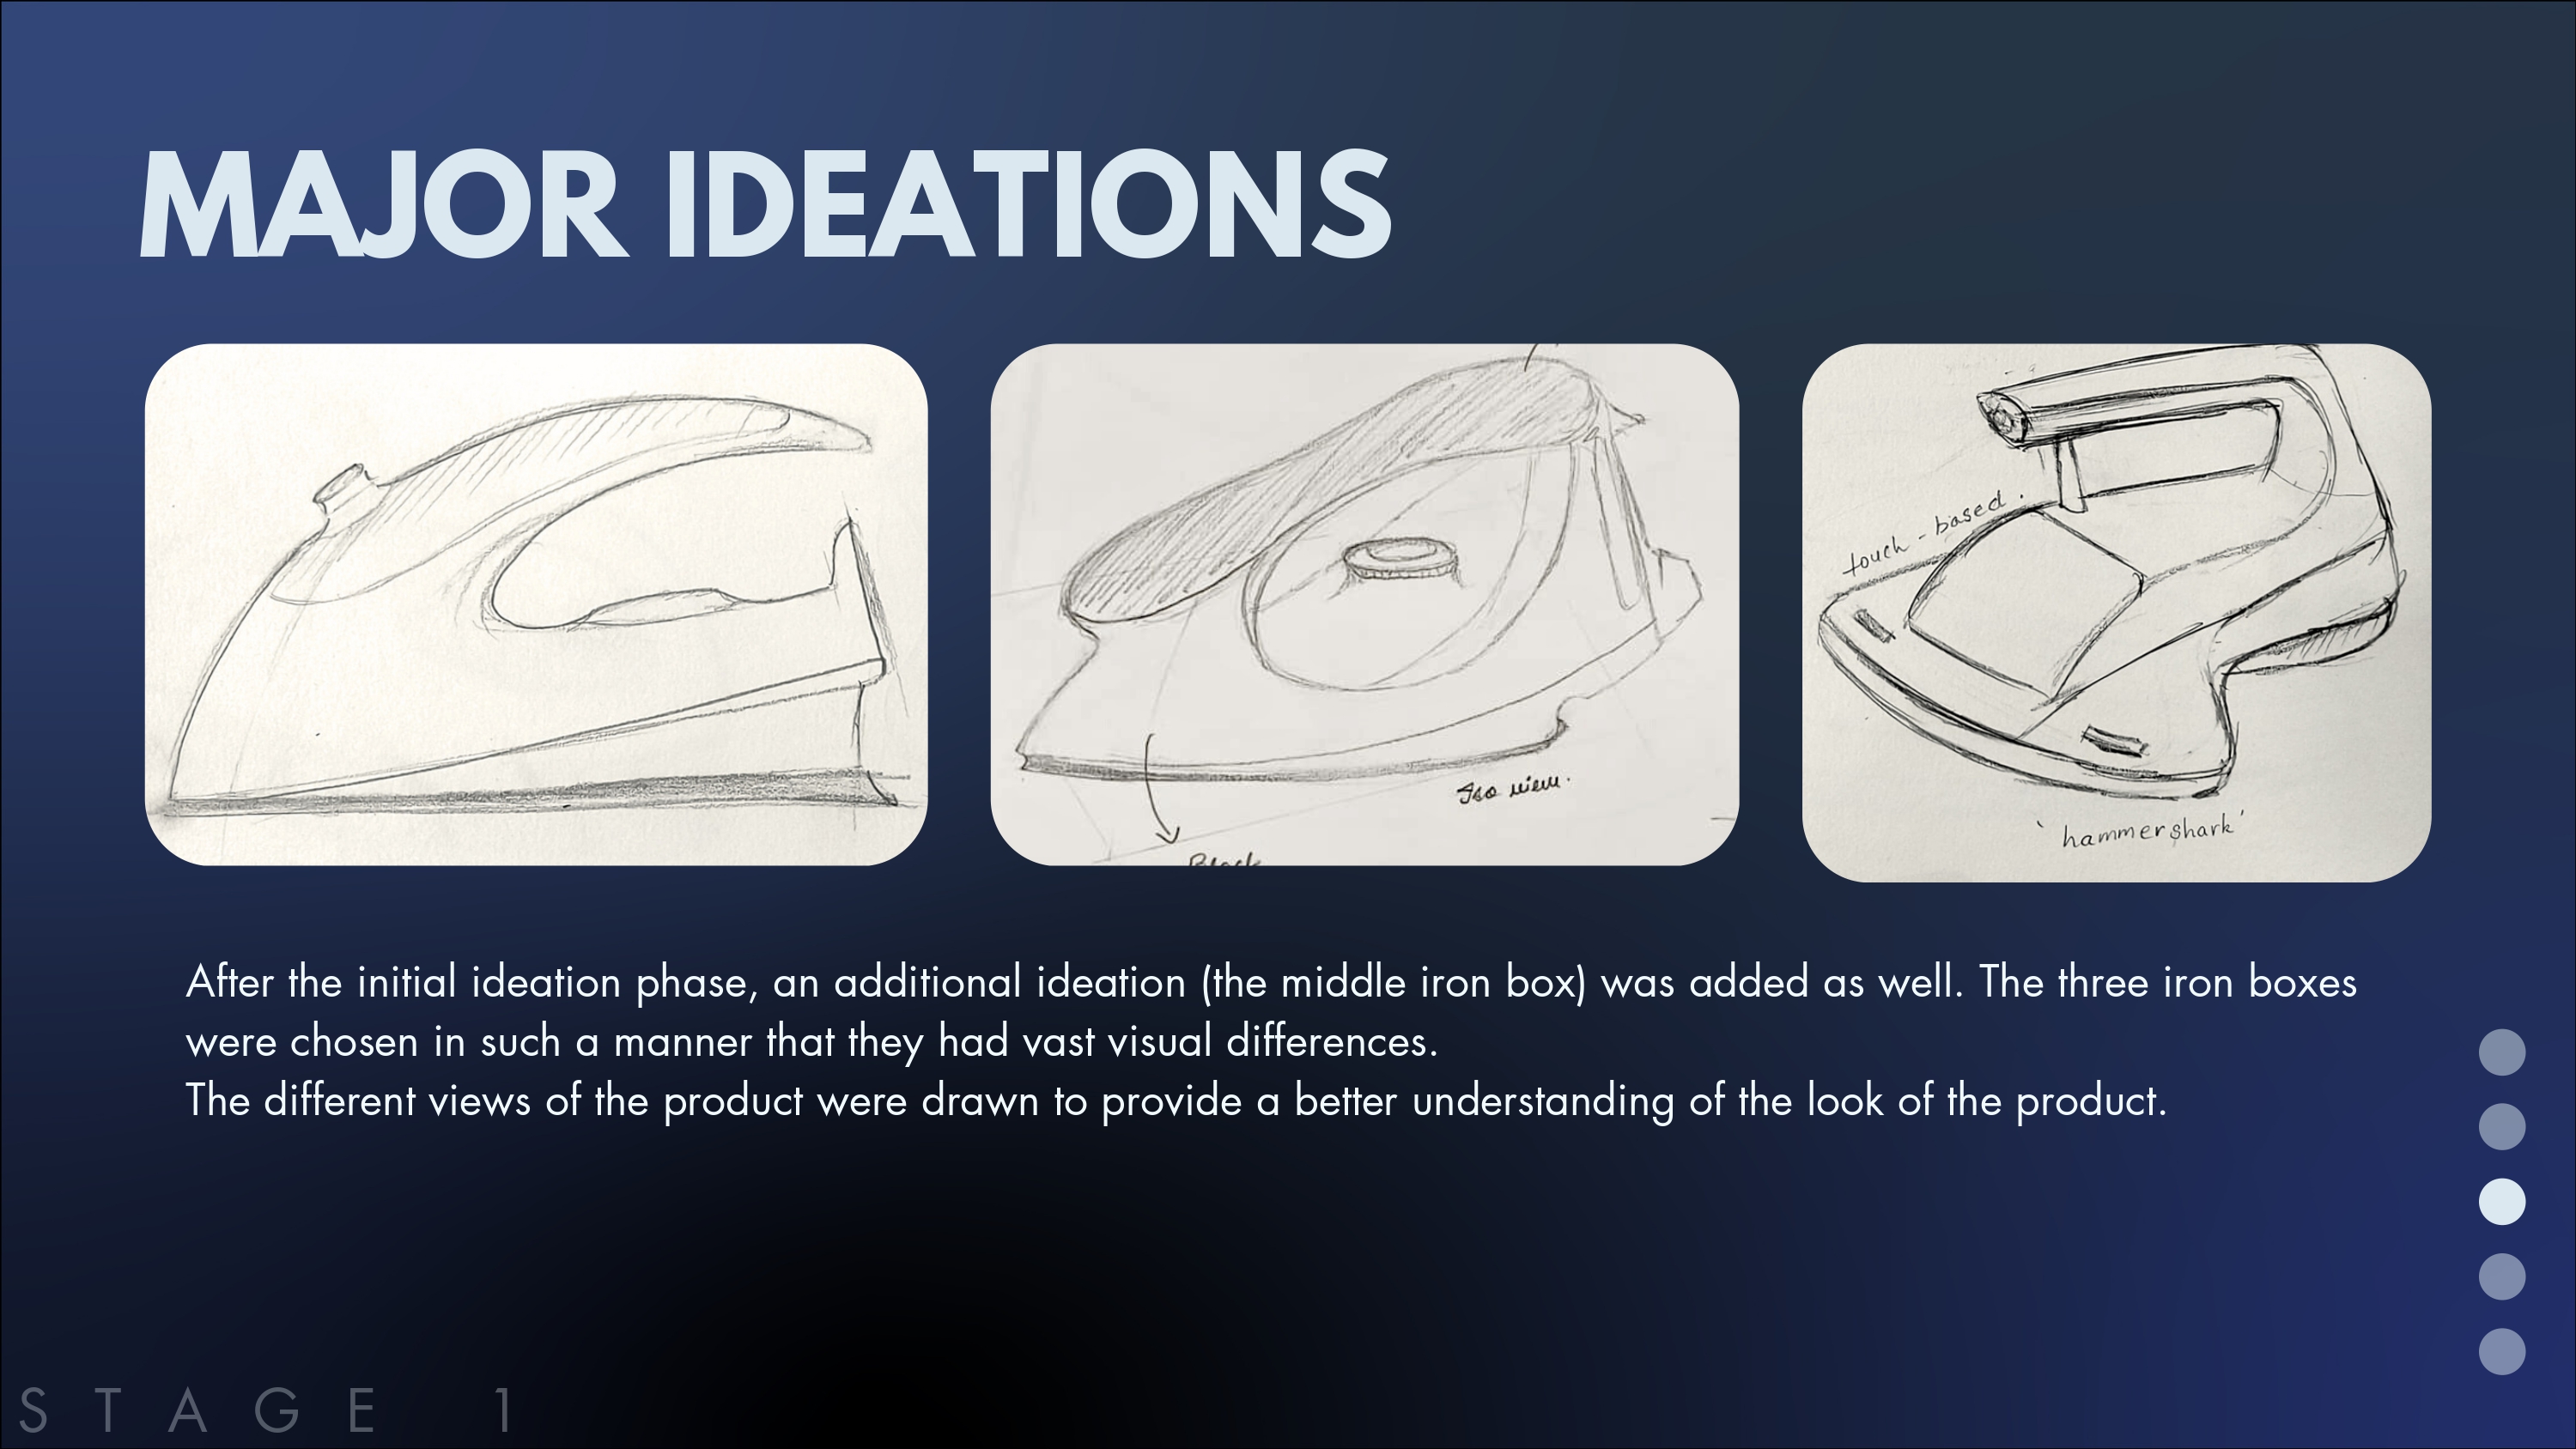 MAJOR IDEATIONS
touch-based.
Iso view.
Black
'hammershark'
After the initial ideation phase, an additional ideation (the middle iron box) was added as well. The three iron boxes
were chosen in such a manner that they had vast visual differences.
The different views of the product were drawn to provide a better understanding of the look of the product.
STAGE 1